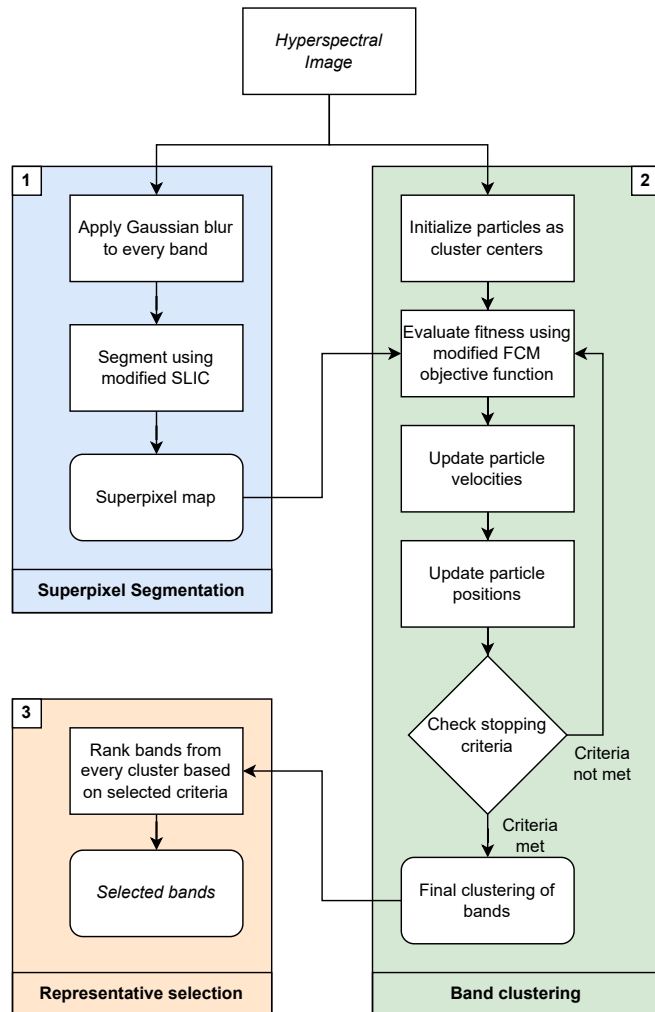 Hyperspectral
Image
1
Apply Gaussian blur
to every band
Segment using
modified SLIC
Superpixel map
Superpixel Segmentation
2
Initialize particles as
cluster centers
Evaluate fitness using
modified FCM
objective function
Update particle
velocities
Update particle
positions
Check stopping
criteria
Criteria
not met
Criteria
met
Final clustering of
bands
Band clustering
3
Rank bands from
every cluster based
on selected criteria
Selected bands
Representative selection